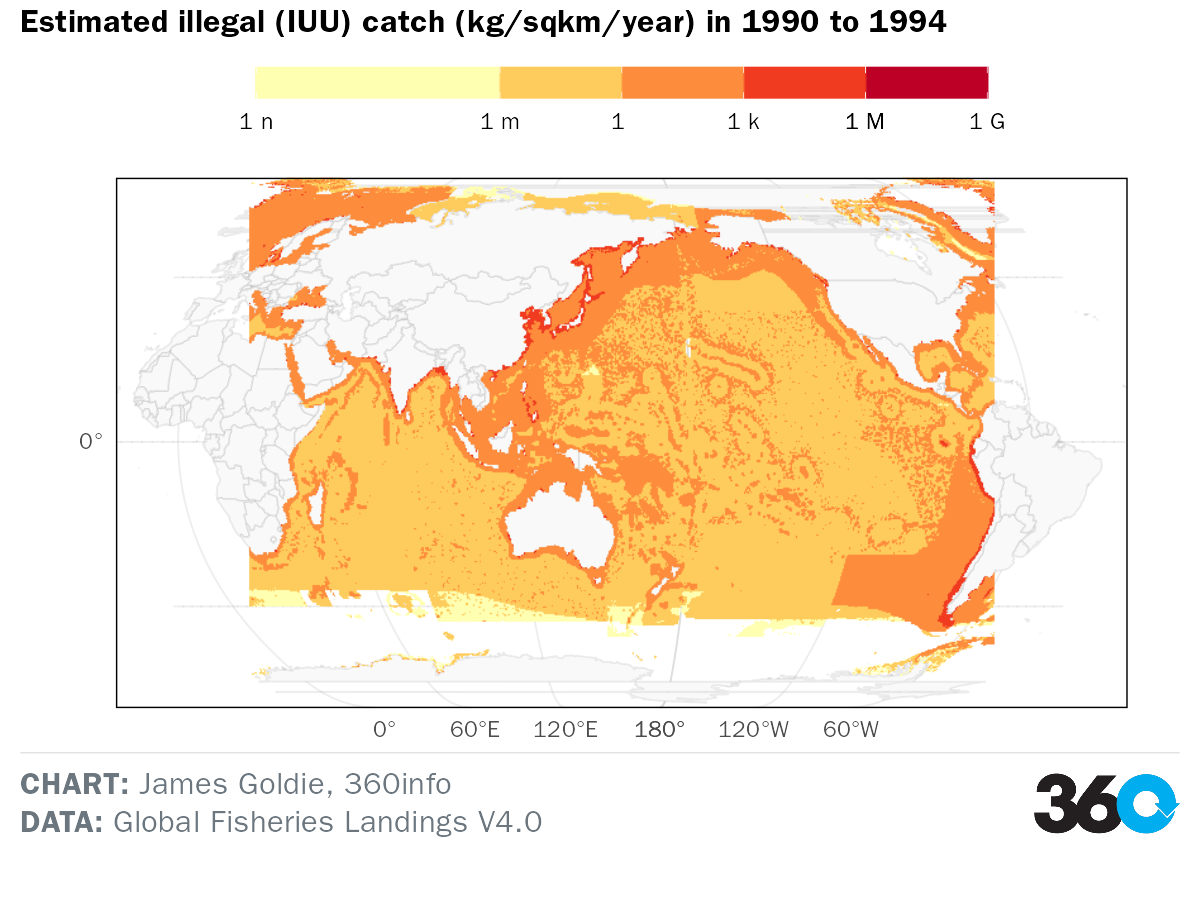 Estimated illegal (IUU) catch (kg/sqkm/year) in 1990 to 1994
1 n 1 m 1 1 k 1 M 1 G
0°
0° 60°E 120°E 180° 120°W 60°W
CHART: James Goldie, 360info
DATA: Global Fisheries Landings V4.0
360